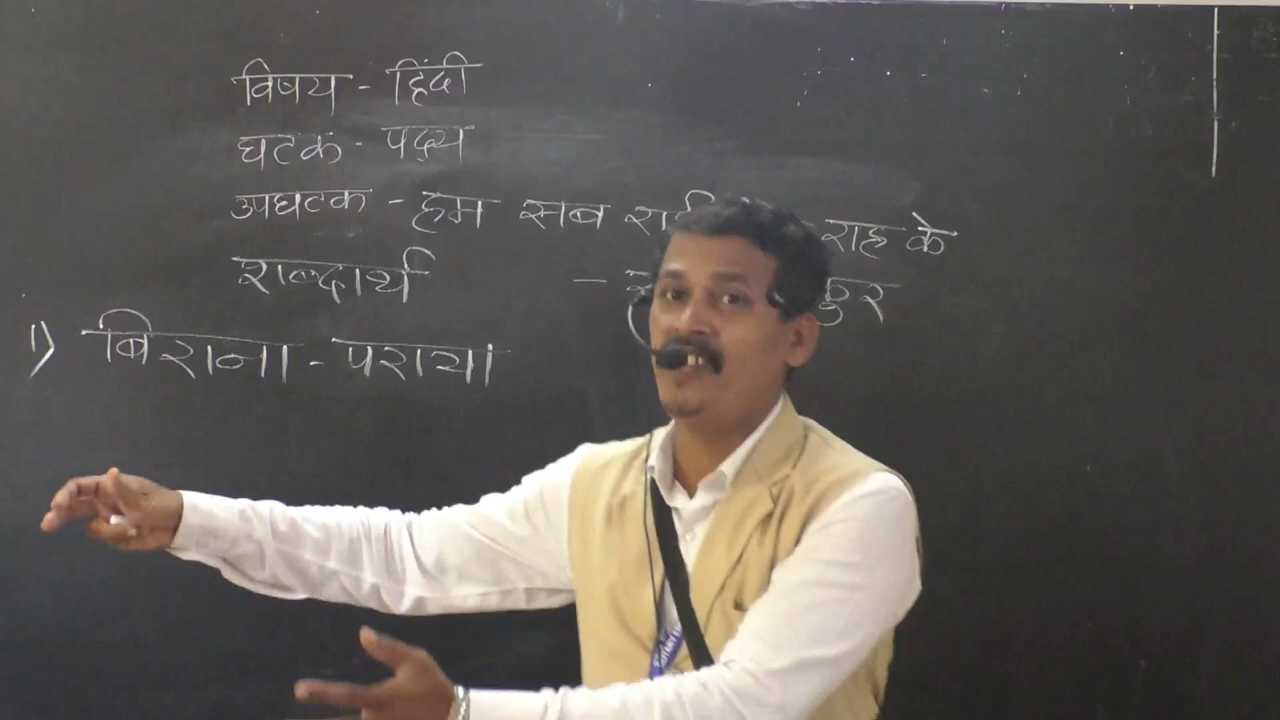 विषय - हिंदी
घटक - पद्य
उपघटक - हम सब राह के
शब्दार्थ -
1) बिराना - पराया